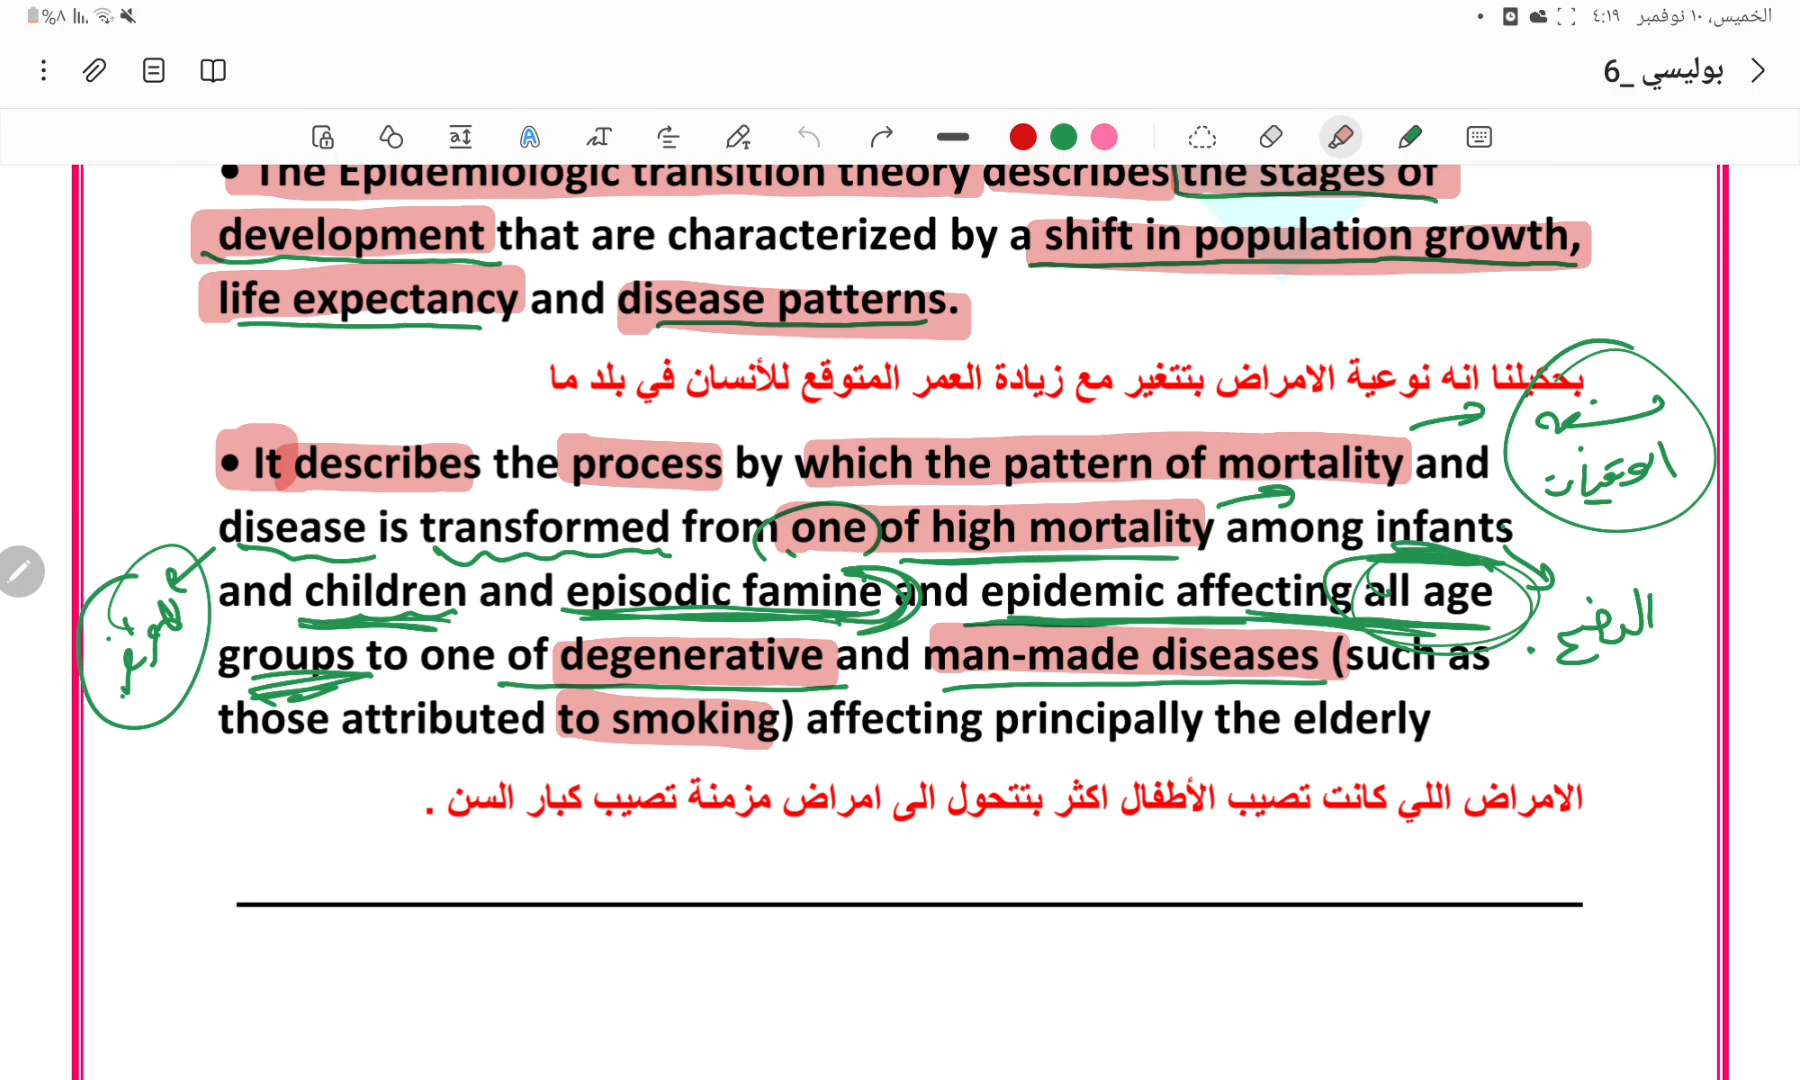 %٨
الخميس، ١٠ نوفمبر ٤:١٩
بوليسي _6
• The Epidemiologic transition theory describes the stages of
development that are characterized by a shift in population growth,
life expectancy and disease patterns.
بحكيلنا انه نوعية الامراض بتتغير مع زيادة العمر المتوقع للأنسان في بلد ما
• It describes the process by which the pattern of mortality and
disease is transformed from one of high mortality among infants
and children and episodic famine and epidemic affecting all age
groups to one of degenerative and man-made diseases (such as
those attributed to smoking) affecting principally the elderly
الامراض اللي كانت تصيب الأطفال اكثر بتتحول الى امراض مزمنة تصيب كبار السن .
الرضع